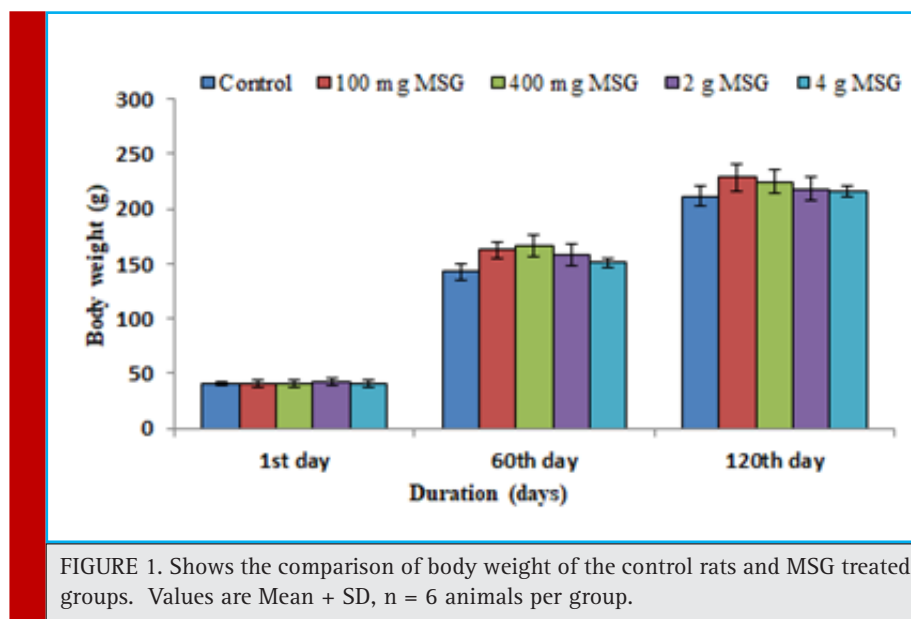 Control 100 mg MSG 400 mg MSG 2 g MSG 4 g MSG
300
250
200
150
100
50
0
Body weight (g)
1st day 60th day 120th day
Duration (days)
FIGURE 1. Shows the comparison of body weight of the control rats and MSG treated
groups. Values are Mean + SD, n = 6 animals per group.